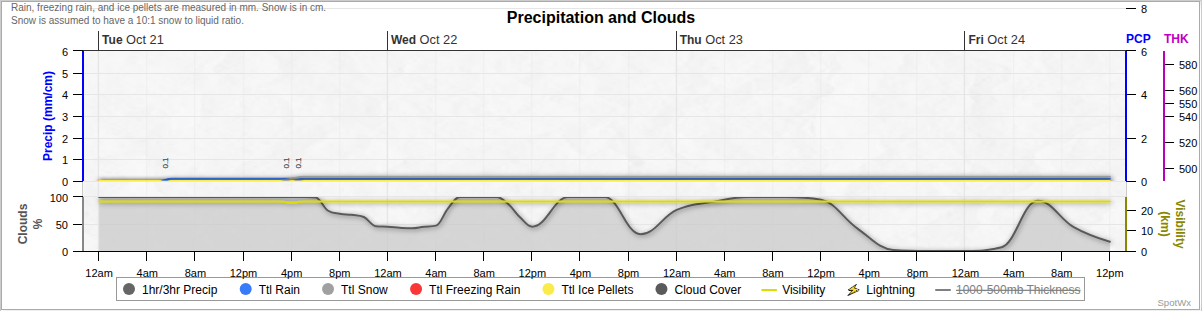 Rain, freezing rain, and ice pellets are measured in mm. Snow is in cm.
Snow is assumed to have a 10:1 snow to liquid ratio.
Precipitation and Clouds
Tue Oct 21
Wed Oct 22
Thu Oct 23
Fri Oct 24
PCP
THK
8
6
5
4
3
2
1
0
Precip (mm/cm)
0.1
0.1
0.1
6
4
2
0
580
560
550
540
520
500
100
50
0
Clouds
%
20
10
0
Visibility
(km)
12am 4am 8am 12pm 4pm 8pm 12am 4am 8am 12pm 4pm 8pm 12am 4am 8am 12pm 4pm 8pm 12am 4am 8am 12pm
1hr/3hr Precip Ttl Rain Ttl Snow Ttl Freezing Rain Ttl Ice Pellets Cloud Cover Visibility Lightning 1000-500mb Thickness
SpotWx